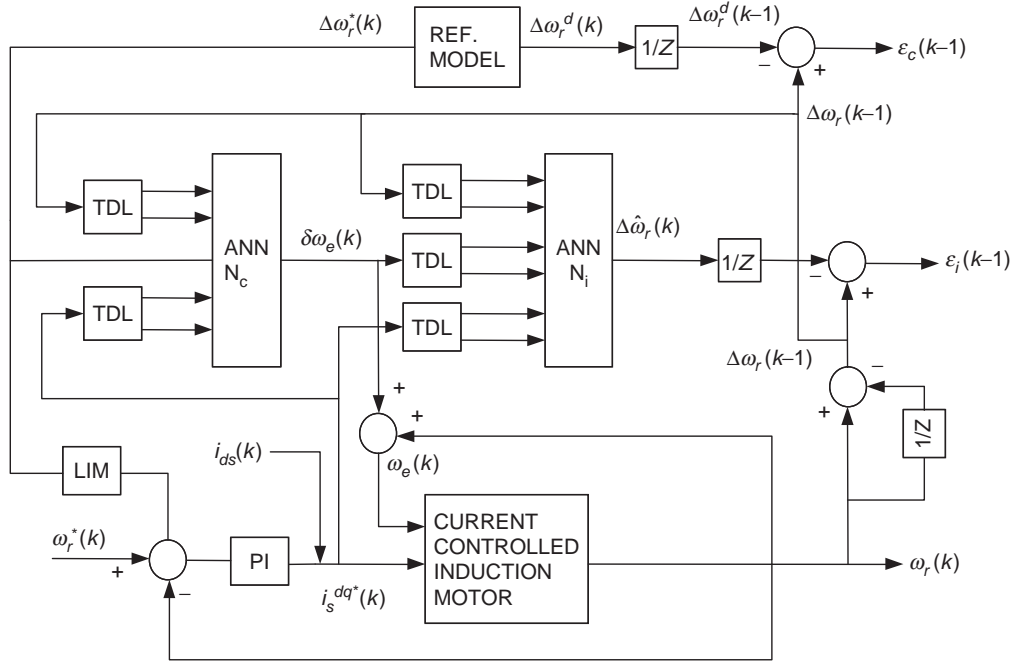 Δω_r^*(k)
REF.
MODEL
Δω_r^d(k)
1/Z
Δω_r^d(k–1)
–
+
ε_c(k–1)
Δω_r(k–1)
TDL
TDL
ANN
N_c
δω_e(k)
TDL
TDL
TDL
ANN
N_i
Δω̂_r(k)
1/Z
–
+
ε_i(k–1)
Δω_r(k–1)
–
+
1/Z
+
+
ω_e(k)
i_ds(k)
LIM
ω_r^*(k)
+
–
PI
i_s^dq*(k)
CURRENT
CONTROLLED
INDUCTION
MOTOR
ω_r(k)